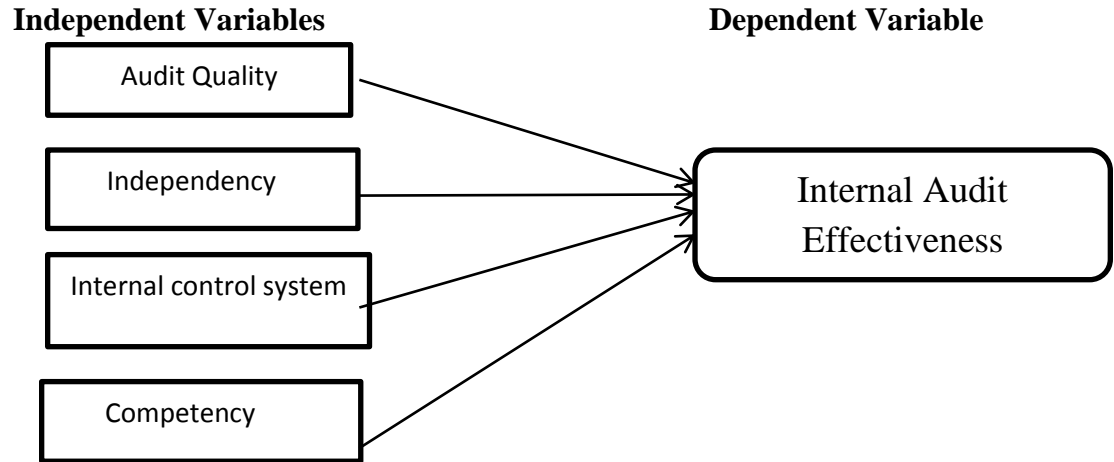 Independent Variables
Dependent Variable
Audit Quality
Independency
Internal control system
Competency
Internal Audit
Effectiveness